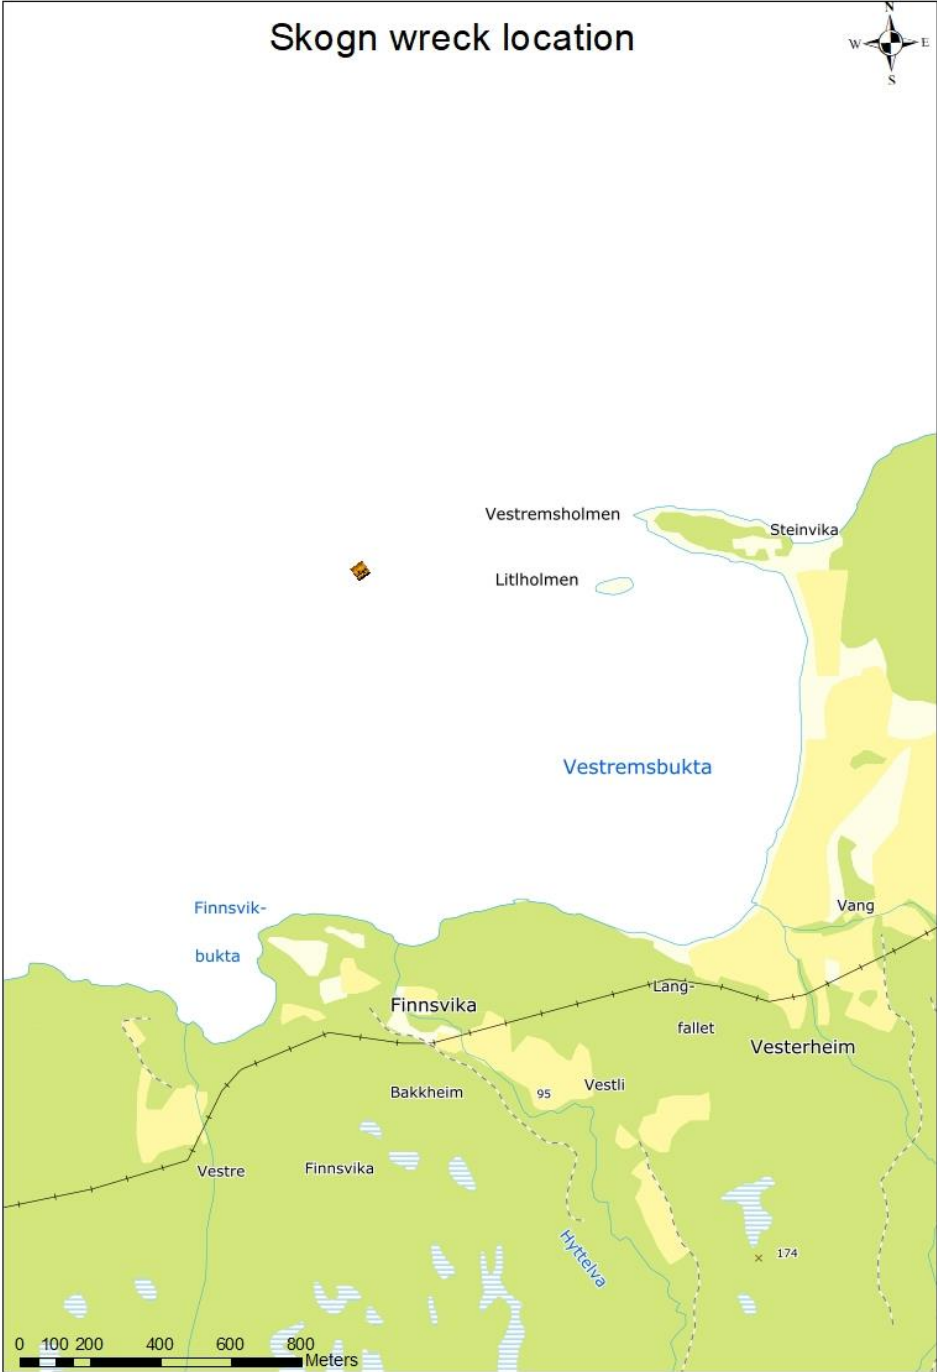 Skogn wreck location
N
W E
S
Vestremsholmen
Steinvika
Litlholmen
Vestremsbukta
Finnsvik-
bukta
Vang
Finnsvika
Lang-
fallet
Vesterheim
Bakkheim
95
Vestli
Vestre
Finnsvika
Hyttelva
174
0 100 200 400 600 800
Meters